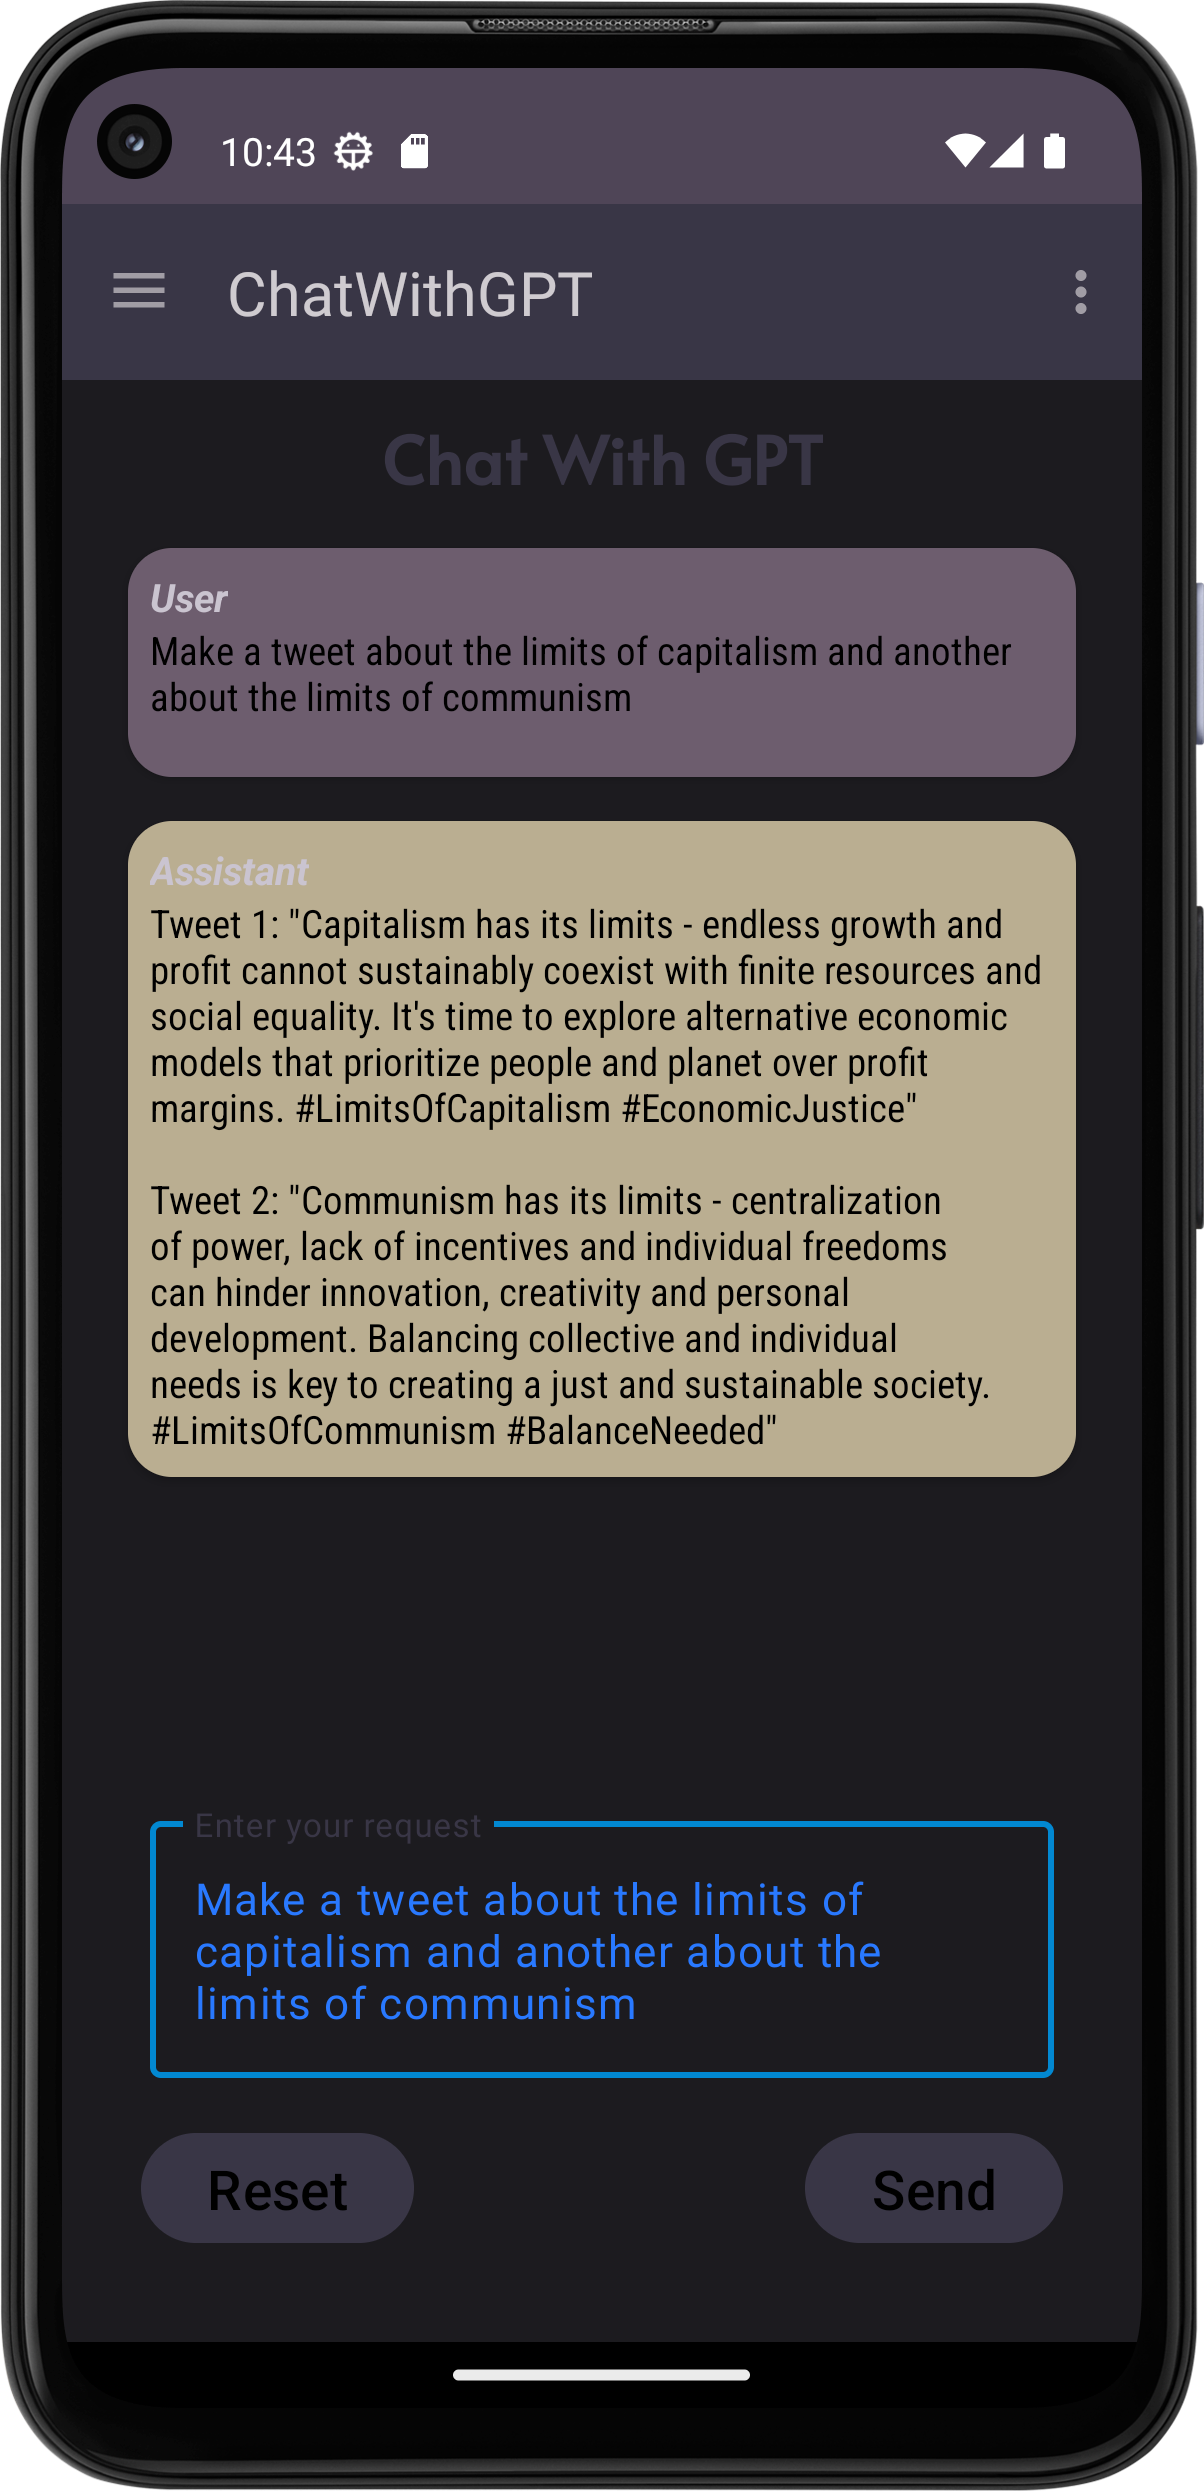 10:43
ChatWithGPT
Chat With GPT
User
Make a tweet about the limits of capitalism and another
about the limits of communism
Assistant
Tweet 1: "Capitalism has its limits - endless growth and
profit cannot sustainably coexist with finite resources and
social equality. It's time to explore alternative economic
models that prioritize people and planet over profit
margins. #LimitsOfCapitalism #EconomicJustice"
Tweet 2: "Communism has its limits - centralization
of power, lack of incentives and individual freedoms
can hinder innovation, creativity and personal
development. Balancing collective and individual
needs is key to creating a just and sustainable society.
#LimitsOfCommunism #BalanceNeeded"
Enter your request
Make a tweet about the limits of
capitalism and another about the
limits of communism
Reset
Send